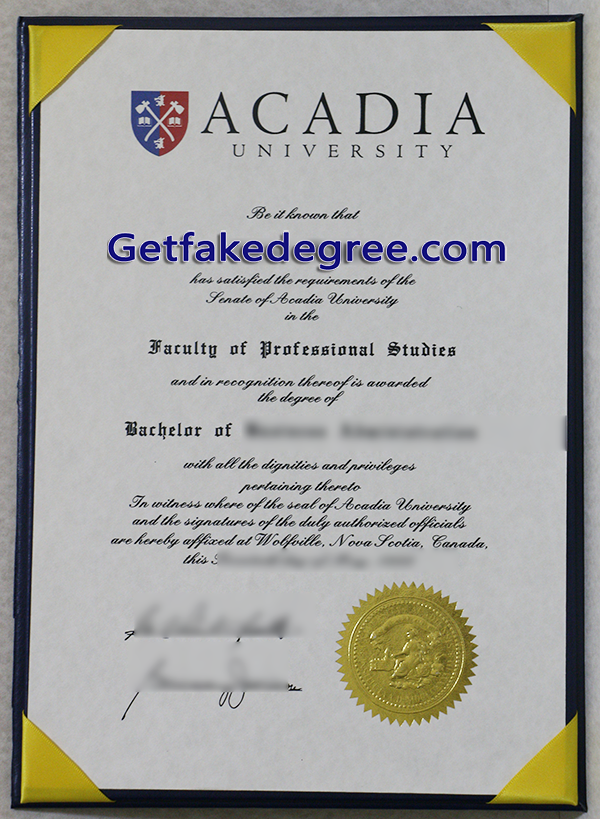 ACADIA
UNIVERSITY
Be it known that
Getfakedegree.com
has satisfied the requirements of the
Senate of Acadia University
in the
Faculty of Professional Studies
and in recognition thereof is awarded
the degree of
Bachelor of
with all the dignities and privileges
pertaining thereto
In witness where of the seal of Acadia University
and the signatures of the duly authorized officials
are hereby affixed at Wolfville, Nova Scotia, Canada,
this